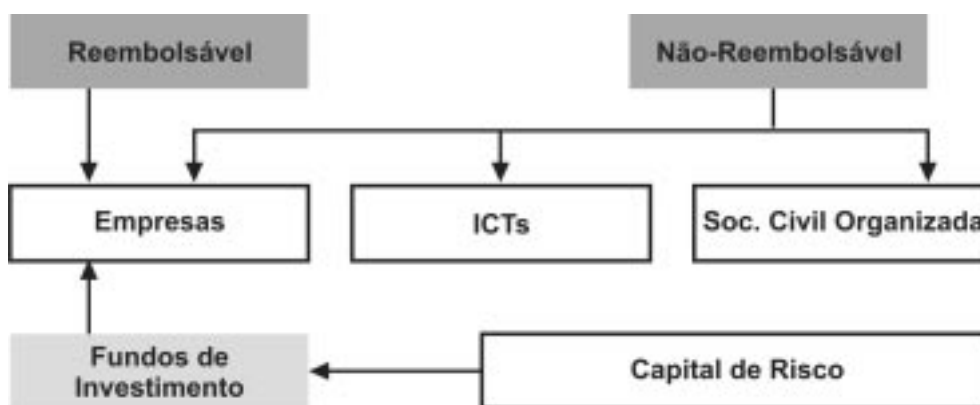 Reembolsável
Não-Reembolsável
Empresas
ICTs
Soc. Civil Organizada
Fundos de
Investimento
Capital de Risco